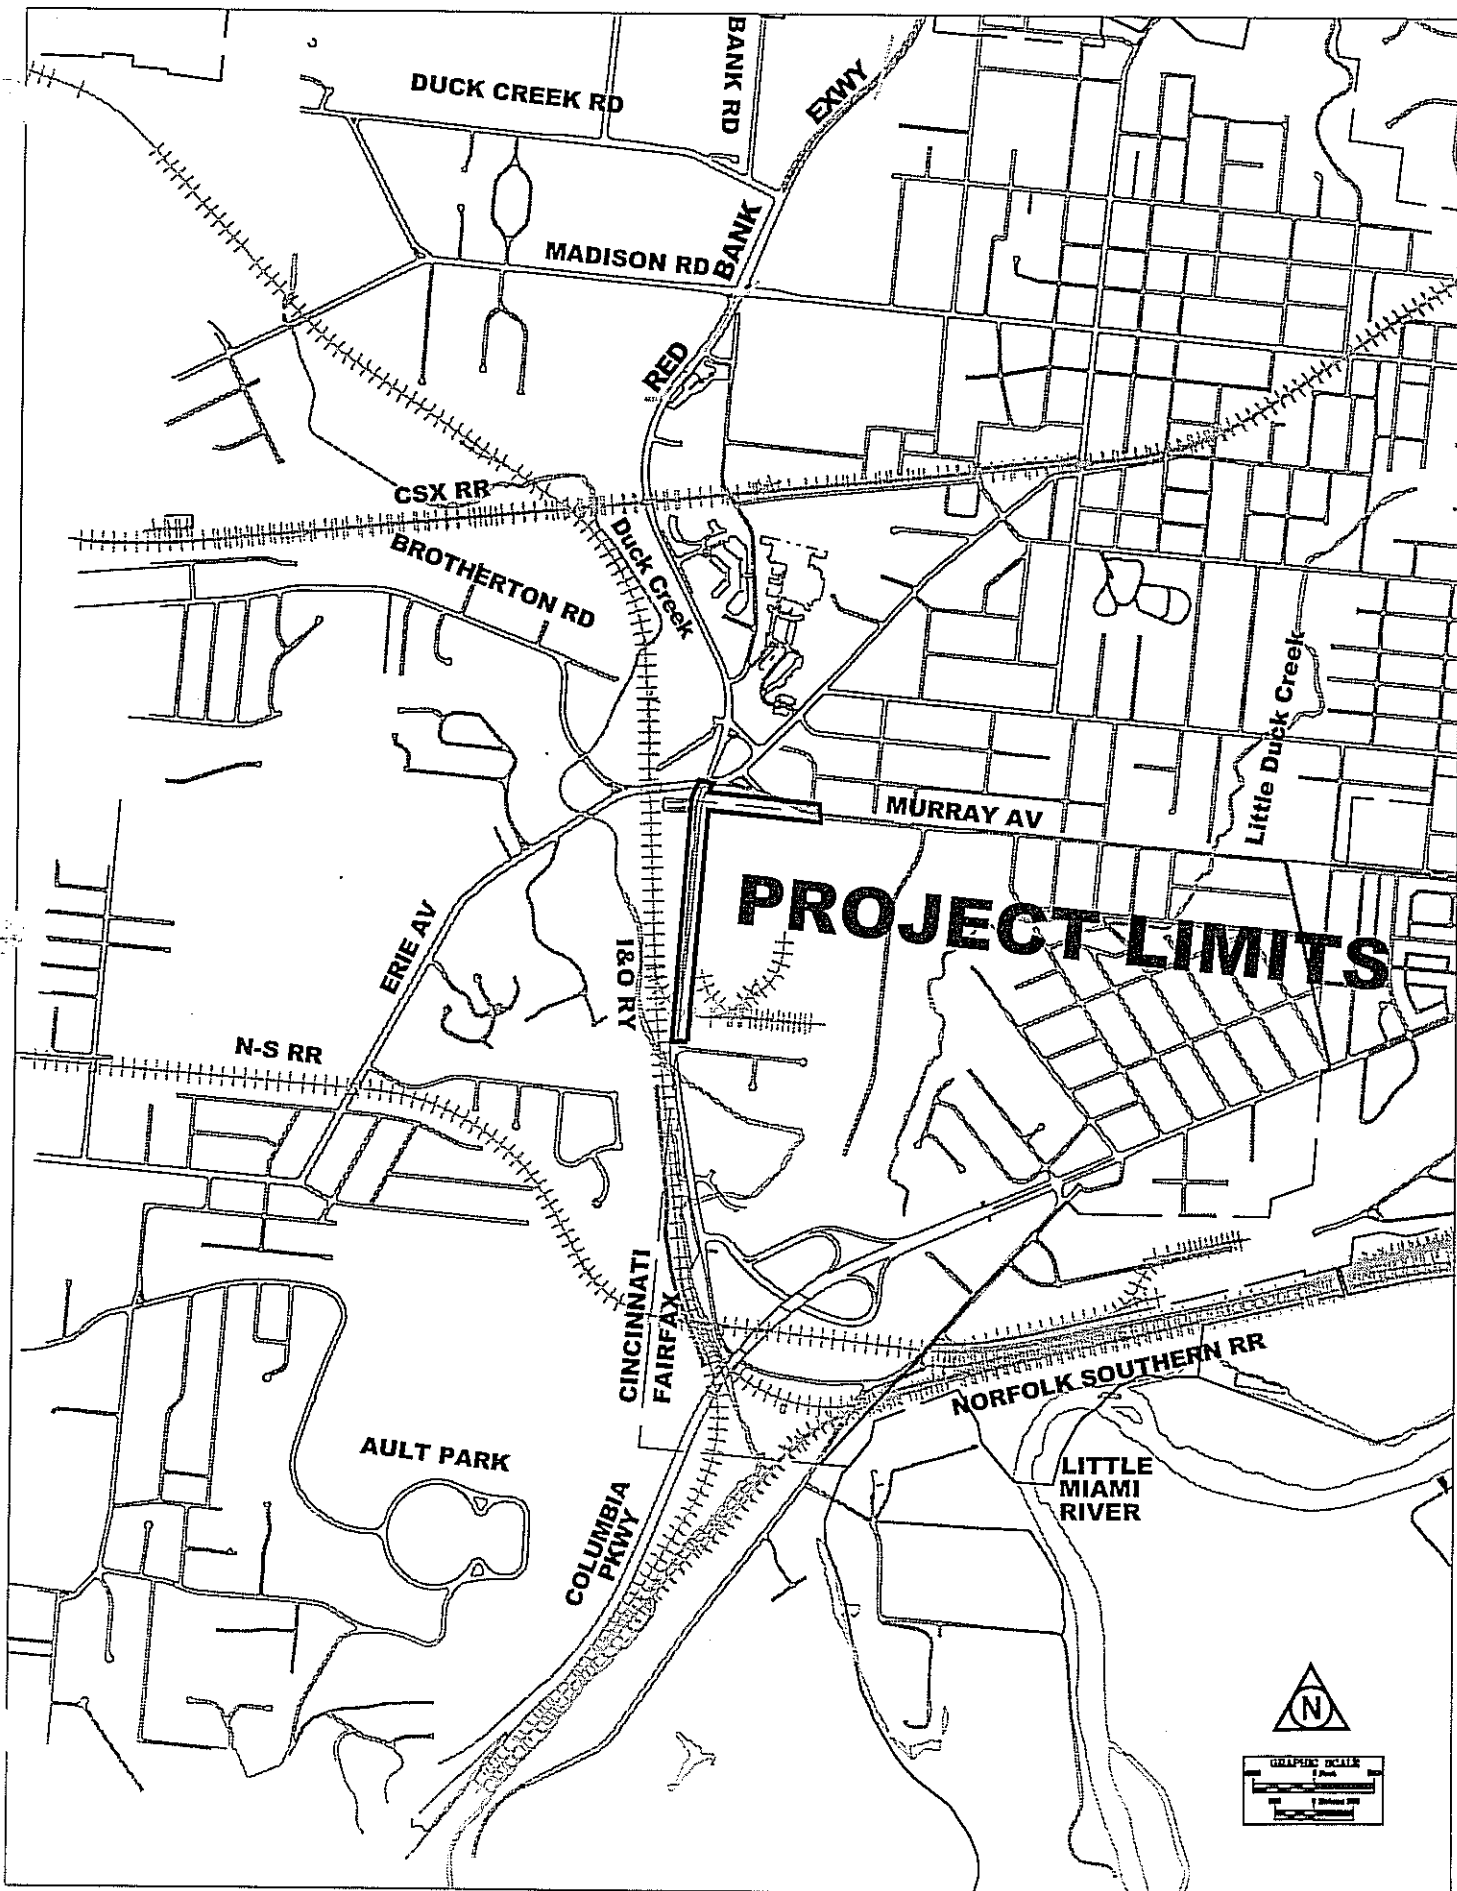 DUCK CREEK RD
BANK RD
EXWY
MADISON RD
BANK
RED
CSX RR
BROTHERTON RD
Duck Creek
Little Duck Creek
MURRAY AV
PROJECT LIMITS
ERIE AV
I&O RY
N-S RR
CINCINNATI
FAIRFAX
NORFOLK SOUTHERN RR
AULT PARK
LITTLE
MIAMI
RIVER
COLUMBIA
PKWY
N
GRAPHIC SCALE